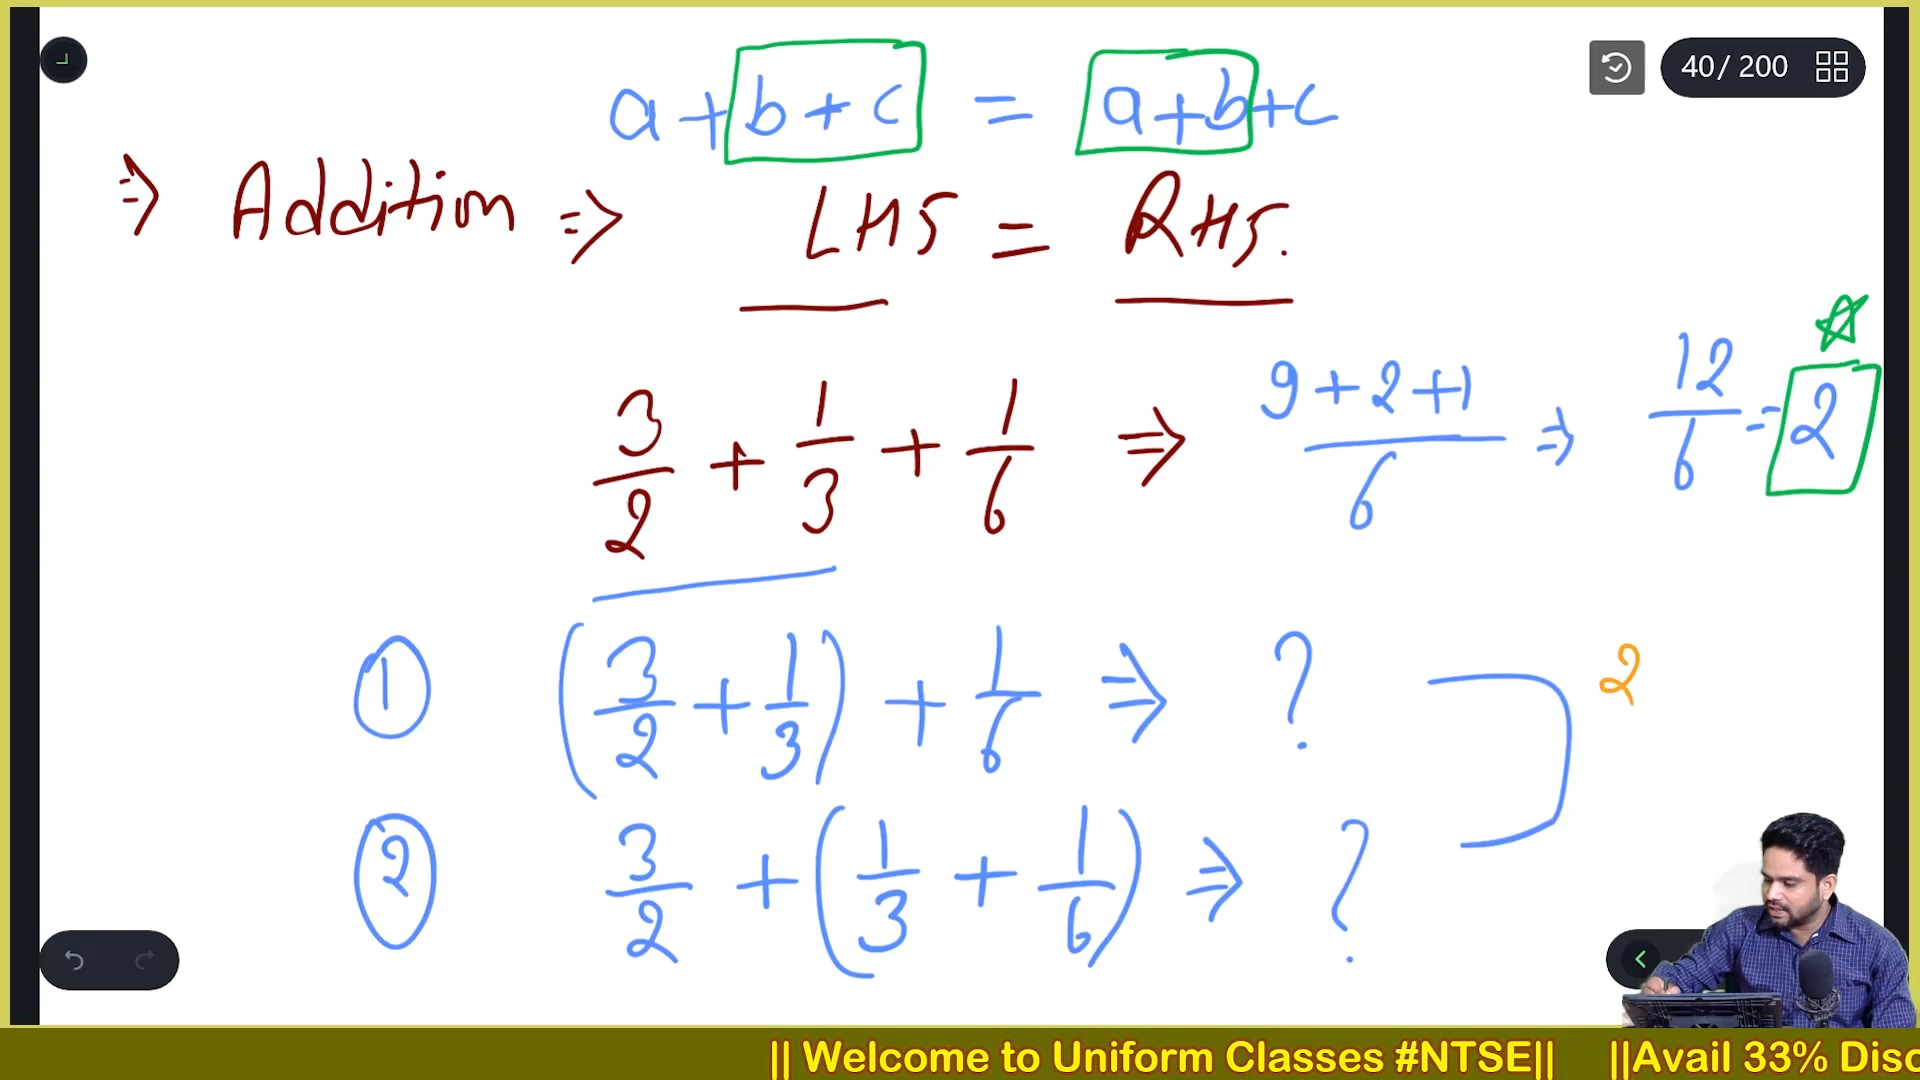 40/ 200
a + b + c = a + b + c
⇒ Addition ⇒ LHS = RHS.
3/2 + 1/3 + 1/6 ⇒ 9+2+1/6 ⇒ 12/6 = 2
① (3/2 + 1/3) + 1/6 ⇒ ? 2
② 3/2 + (1/3 + 1/6) ⇒ ?
|| Welcome to Uniform Classes #NTSE|| ||Avail 33% Disc